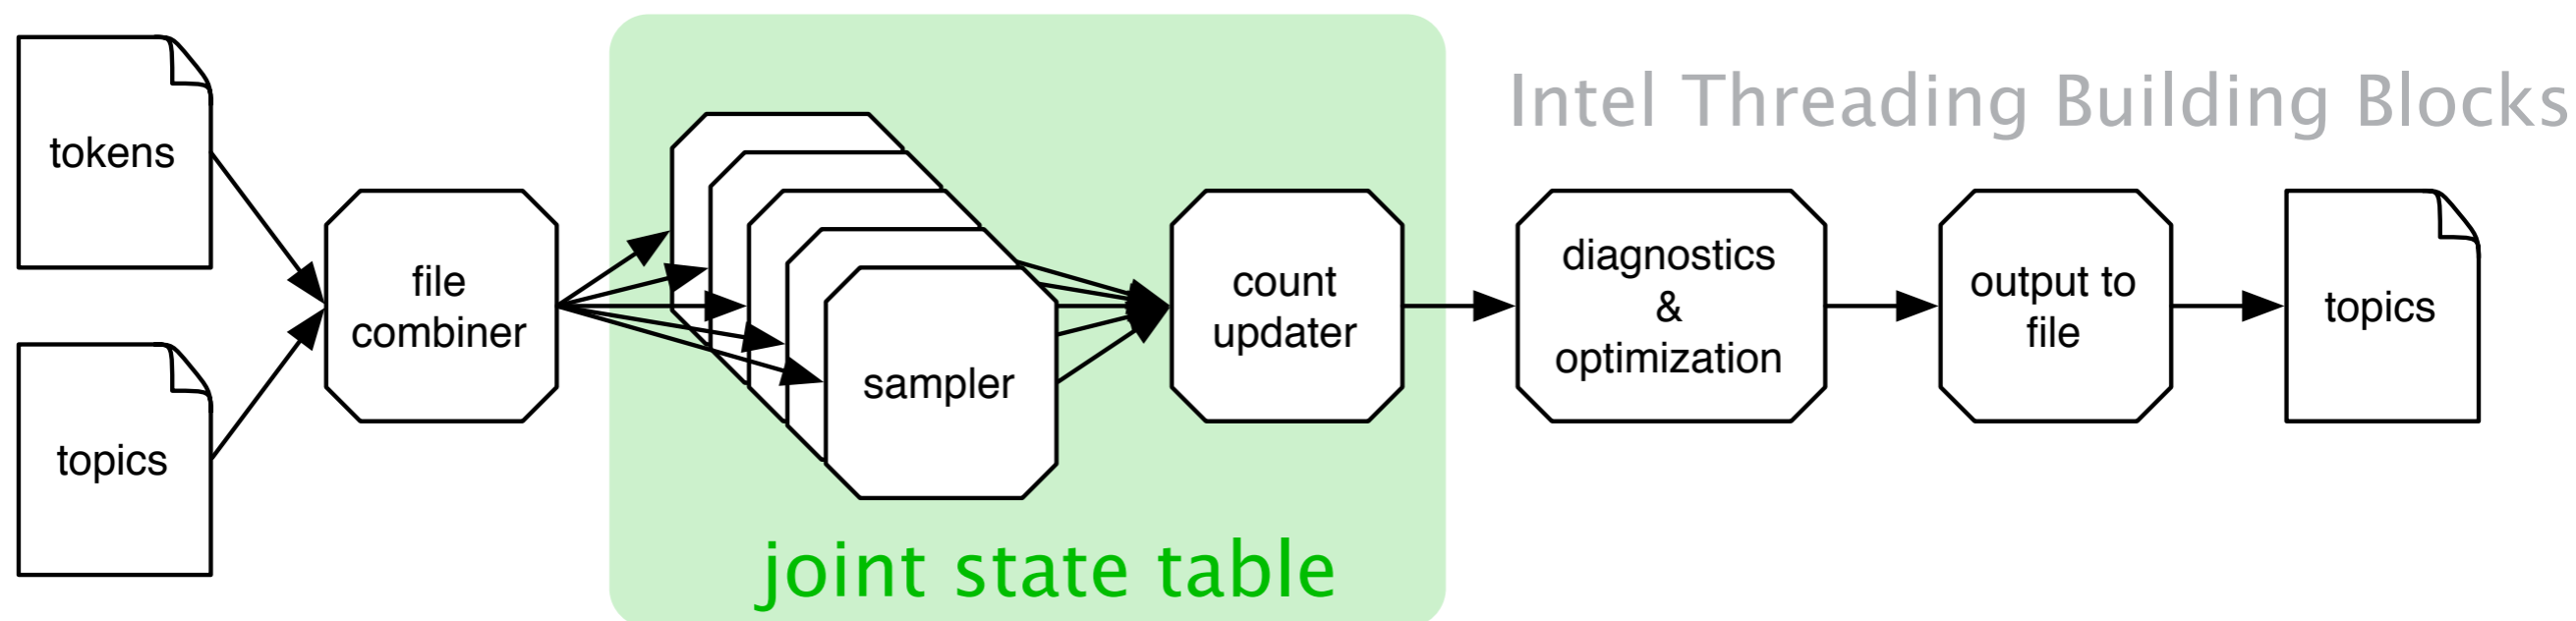 Intel Threading Building Blocks
tokens
topics
file
combiner
sampler
count
updater
joint state table
diagnostics
&
optimization
output to
file
topics